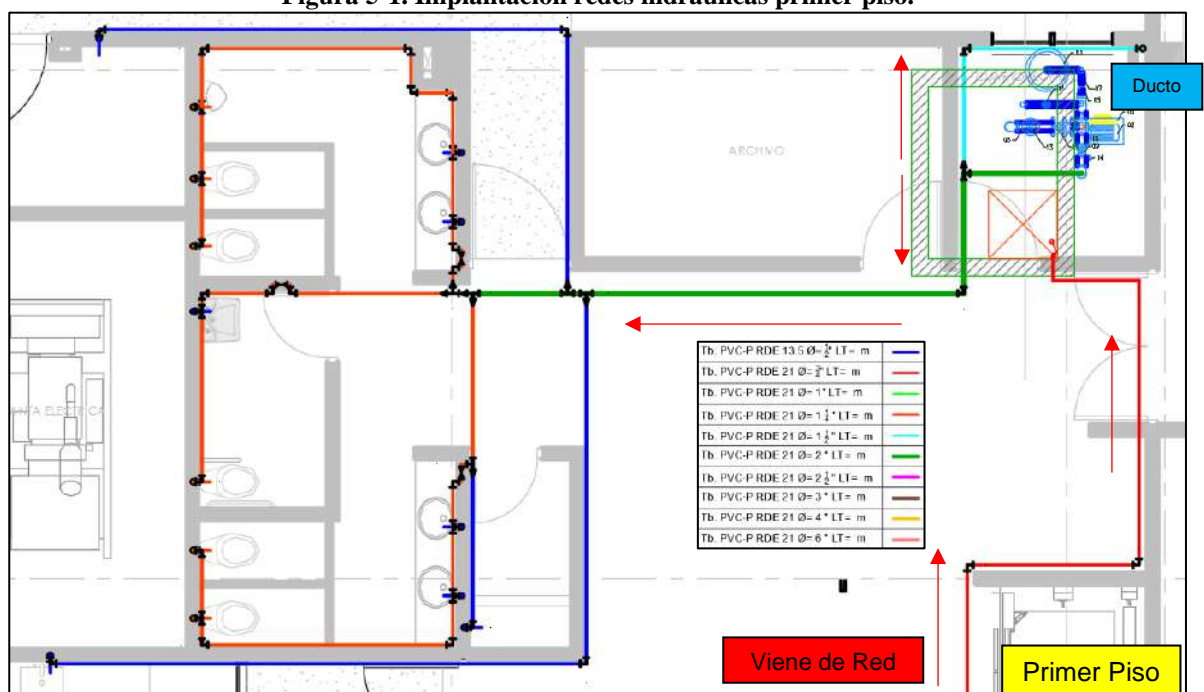 Figura 5-1. Implantación redes hidráulicas primer piso.
Ducto
ARCHIVO
Tb. PVC-P RDE 13.5 Ø= ½" LT= m
Tb. PVC-P RDE 21 Ø= ¾" LT= m
Tb. PVC-P RDE 21 Ø= 1" LT= m
Tb. PVC-P RDE 21 Ø= 1 ¼" LT= m
Tb. PVC-P RDE 21 Ø= 1 ½" LT= m
Tb. PVC-P RDE 21 Ø= 2" LT= m
Tb. PVC-P RDE 21 Ø= 2 ½" LT= m
Tb. PVC-P RDE 21 Ø= 3" LT= m
Tb. PVC-P RDE 21 Ø= 4" LT= m
Tb. PVC-P RDE 21 Ø= 6" LT= m
Viene de Red
Primer Piso